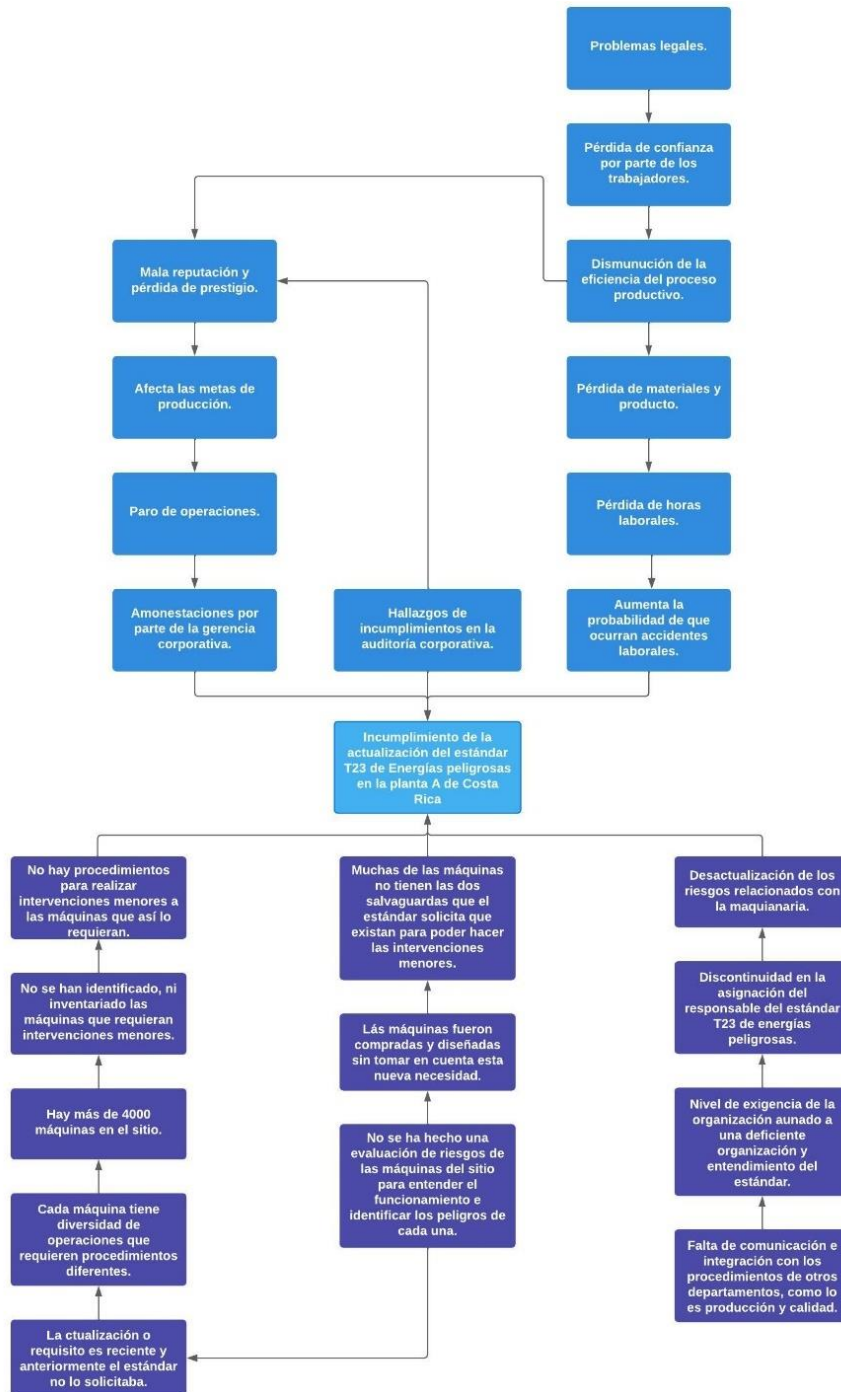 Problemas legales.
Pérdida de confianza
por parte de los
trabajadores.
Mala reputación y
pérdida de prestigio.
Dismunución de la
eficiencia del proceso
productivo.
Afecta las metas de
producción.
Pérdida de materiales y
producto.
Paro de operaciones.
Pérdida de horas
laborales.
Amonestaciones por
parte de la gerencia
corporativa.
Hallazgos de
incumplimientos en la
auditoría corporativa.
Aumenta la
probabilidad de que
ocurran accidentes
laborales.
Incumplimiento de la
actualización del estándar
T23 de Energías peligrosas
en la planta A de Costa
Rica
No hay procedimientos
para realizar
intervenciones menores a
las máquinas que así lo
requieran.
Muchas de las máquinas
no tienen las dos
salvaguardas que el
estándar solicita que
existan para poder hacer
las intervenciones
menores.
Desactualización de los
riesgos relacionados con
la maquianaria.
No se han identificado, ni
inventariado las
máquinas que requieran
intervenciones menores.
Lás máquinas fueron
compradas y diseñadas
sin tomar en cuenta esta
nueva necesidad.
Discontinuidad en la
asignación del
responsable del estándar
T23 de energías
peligrosas.
Hay más de 4000
máquinas en el sitio.
No se ha hecho una
evaluación de riesgos de
las máquinas del sitio
para entender el
funcionamiento e
identificar los peligros de
cada una.
Nivel de exigencia de la
organización aunado a
una deficiente
organización y
entendimiento del
estándar.
Cada máquina tiene
diversidad de
operaciones que
requieren procedimientos
diferentes.
Falta de comunicación e
integración con los
procedimientos de otros
departamentos, como lo
es producción y calidad.
La ctualización o
requisito es reciente y
anteriormente el estándar
no lo solicitaba.